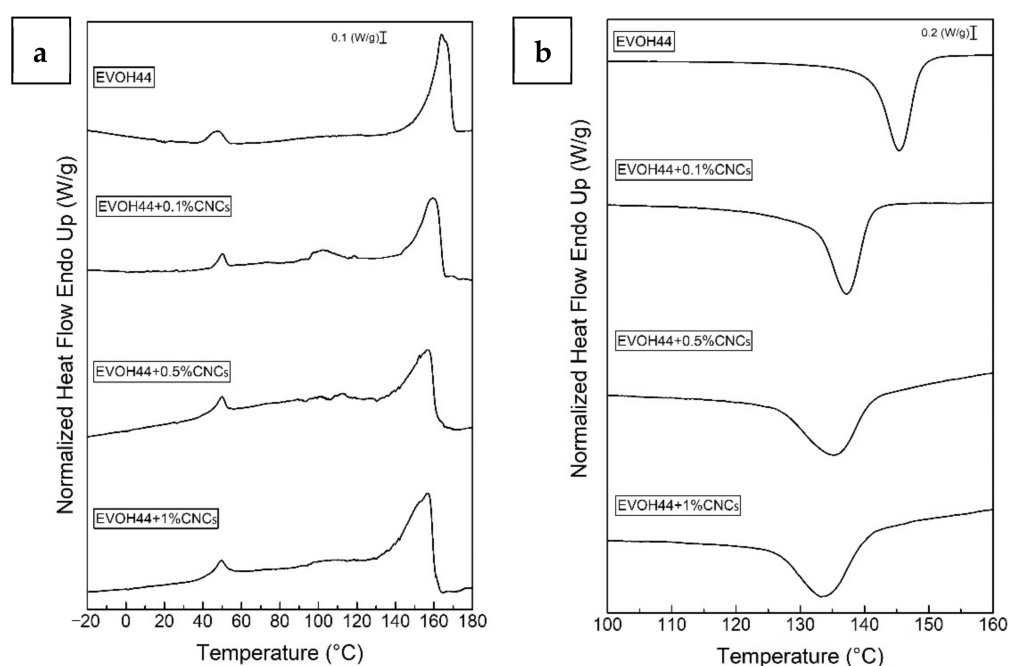 a
0.1 (W/g)
EVOH44
EVOH44+0.1%CNCs
EVOH44+0.5%CNCs
EVOH44+1%CNCs
Normalized Heat Flow Endo Up (W/g)
−20 0 20 40 60 80 100 120 140 160 180
Temperature (°C)
b
0.2 (W/g)
EVOH44
EVOH44+0.1%CNCs
EVOH44+0.5%CNCs
EVOH44+1%CNCs
Normalized Heat Flow Endo Up (W/g)
100 110 120 130 140 150 160
Temperature (°C)